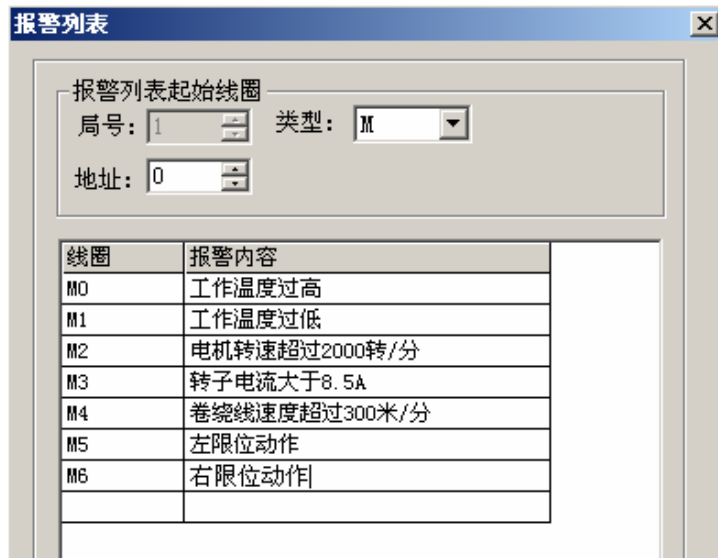 报警列表
报警列表起始线圈
局号: 1 类型: M
地址: 0
线圈 报警内容
M0 工作温度过高
M1 工作温度过低
M2 电机转速超过2000转/分
M3 转子电流大于8.5A
M4 卷绕线速度超过300米/分
M5 左限位动作
M6 右限位动作